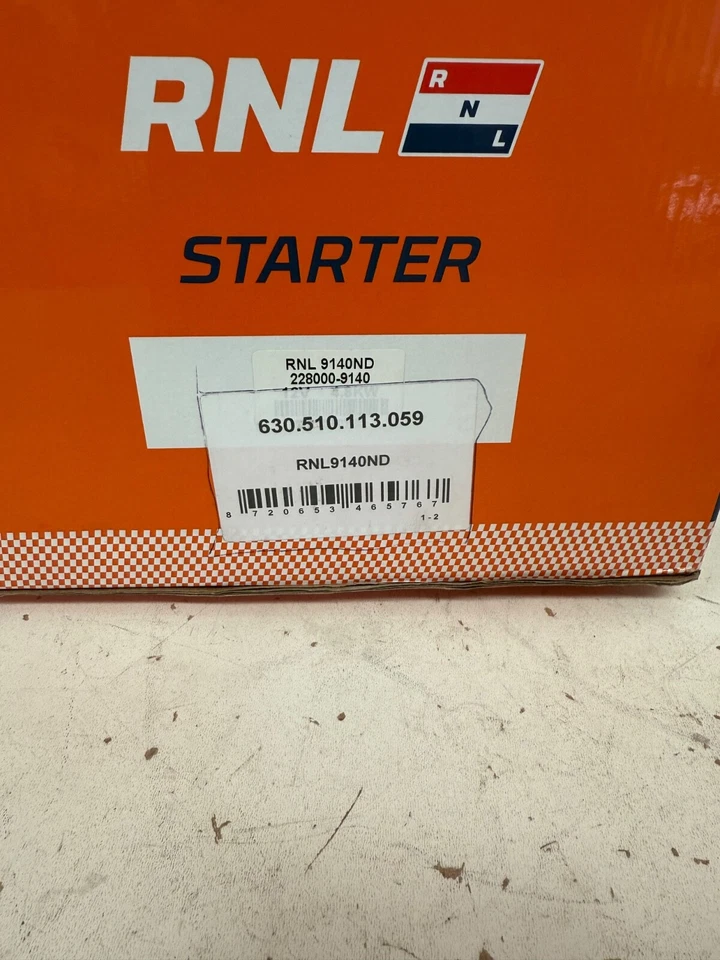 RNL
R
N
L
STARTER
RNL 9140ND
228000-9140
630.510.113.059
RNL9140ND
8 720653 465767
1-2